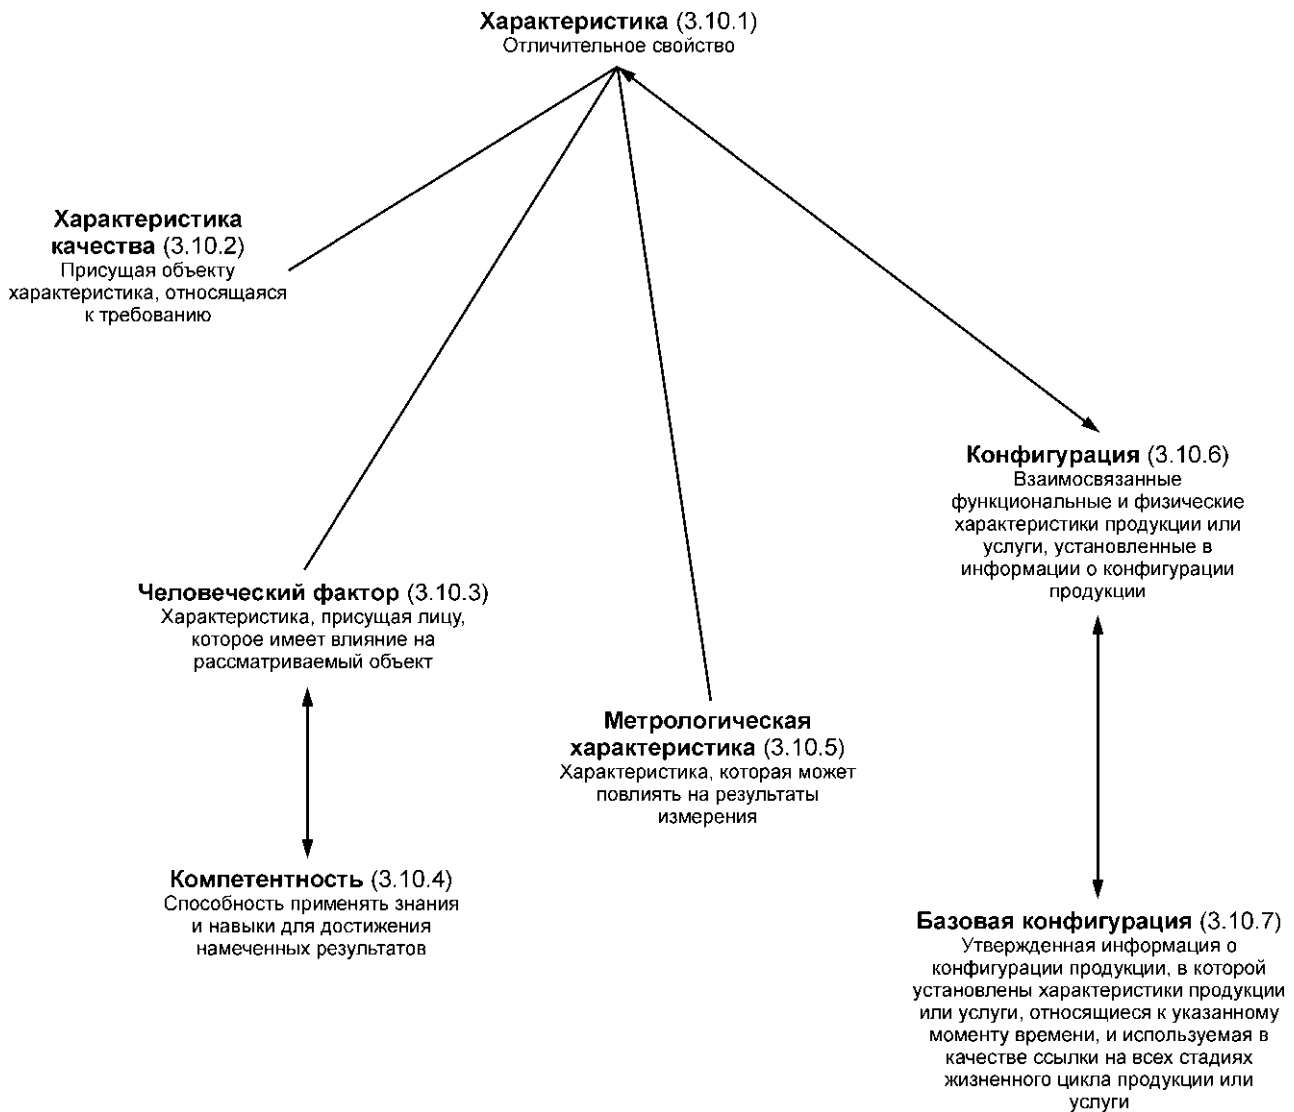 Характеристика (3.10.1)
Отличительное свойство
Характеристика
качества (3.10.2)
Присущая объекту
характеристика, относящаяся
к требованию
Конфигурация (3.10.6)
Взаимосвязанные
функциональные и физические
характеристики продукции или
услуги, установленные в
информации о конфигурации
продукции
Человеческий фактор (3.10.3)
Характеристика, присущая лицу,
которое имеет влияние на
рассматриваемый объект
Метрологическая
характеристика (3.10.5)
Характеристика, которая может
повлиять на результаты
измерения
Компетентность (3.10.4)
Способность применять знания
и навыки для достижения
намеченных результатов
Базовая конфигурация (3.10.7)
Утвержденная информация о
конфигурации продукции, в которой
установлены характеристики продукции
или услуги, относящиеся к указанному
моменту времени, и используемая в
качестве ссылки на всех стадиях
жизненного цикла продукции или
услуги